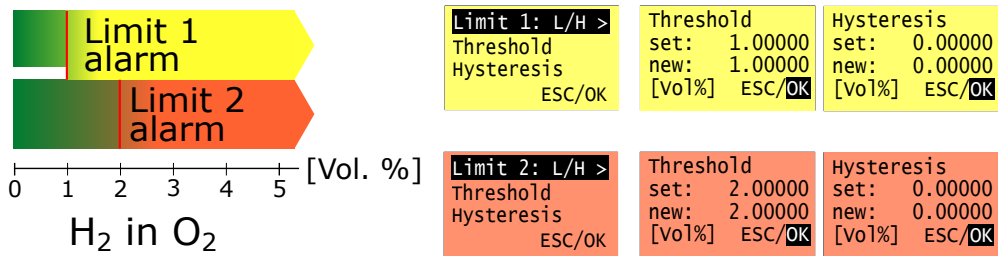 Limit 1
alarm
Limit 2
alarm
0 1 2 3 4 5 [Vol. %]
H₂ in O₂
Limit 1: L/H >
Threshold
Hysteresis
ESC/OK
Threshold
set: 1.00000
new: 1.00000
[Vol%] ESC/OK
Hysteresis
set: 0.00000
new: 0.00000
[Vol%] ESC/OK
Limit 2: L/H >
Threshold
Hysteresis
ESC/OK
Threshold
set: 2.00000
new: 2.00000
[Vol%] ESC/OK
Hysteresis
set: 0.00000
new: 0.00000
[Vol%] ESC/OK